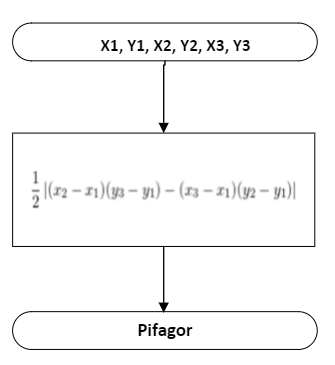 X1, Y1, X2, Y2, X3, Y3
1/2 |(x₂ − x₁)(y₃ − y₁) − (x₃ − x₁)(y₂ − y₁)|
Pifagor